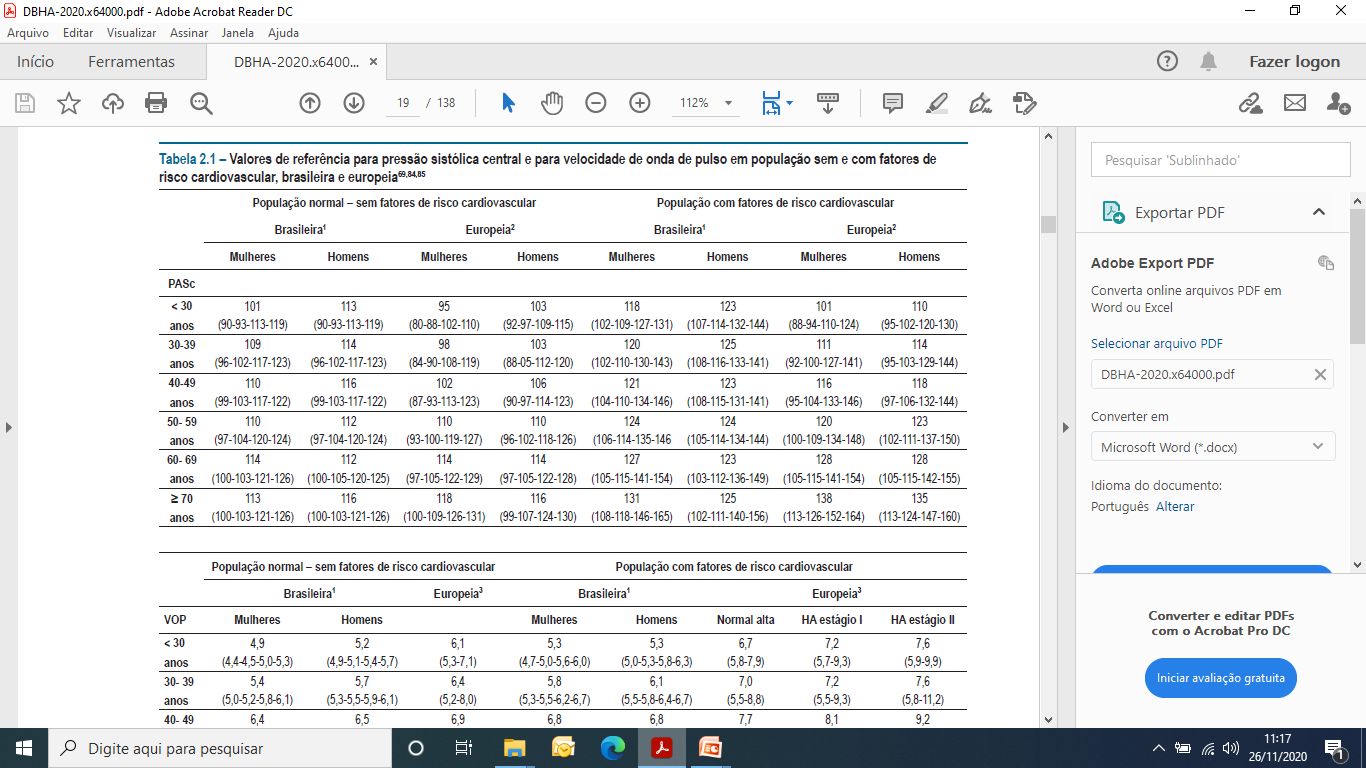 DBHA-2020.x64000.pdf - Adobe Acrobat Reader DC
Arquivo Editar Visualizar Assinar Janela Ajuda
Início Ferramentas DBHA-2020.x6400... × Fazer logon
19 / 138 112%
Tabela 2.1 – Valores de referência para pressão sistólica central e para velocidade de onda de pulso em população sem e com fatores de
risco cardiovascular, brasileira e europeia69,84,85
População normal – sem fatores de risco cardiovascular População com fatores de risco cardiovascular
Brasileira¹ Europeia² Brasileira¹ Europeia²
Mulheres Homens Mulheres Homens Mulheres Homens Mulheres Homens
PASc
< 30 101 113 95 103 118 123 101 110
anos (90-93-113-119) (90-93-113-119) (80-88-102-110) (92-97-109-115) (102-109-127-131) (107-114-132-144) (88-94-110-124) (95-102-120-130)
30-39 109 114 98 103 120 125 111 114
anos (96-102-117-123) (96-102-117-123) (84-90-108-119) (88-05-112-120) (102-110-130-143) (108-116-133-141) (92-100-127-141) (95-103-129-144)
40-49 110 116 102 106 121 123 116 118
anos (99-103-117-122) (99-103-117-122) (87-93-113-123) (90-97-114-123) (104-110-134-146) (108-115-131-141) (95-104-133-146) (97-106-132-144)
50- 59 110 112 110 110 124 124 120 123
anos (97-104-120-124) (97-104-120-124) (93-100-119-127) (96-102-118-126) (106-114-135-146 (105-114-134-144) (100-109-134-148) (102-111-137-150)
60- 69 114 112 114 114 127 123 128 128
anos (100-103-121-126) (100-105-120-125) (97-105-122-129) (97-105-122-128) (105-115-141-154) (103-112-136-149) (105-115-141-154) (105-115-142-155)
≥ 70 113 116 118 116 131 125 138 135
anos (100-103-121-126) (100-103-121-126) (100-109-126-131) (99-107-124-130) (108-118-146-165) (102-111-140-156) (113-126-152-164) (113-124-147-160)
População normal – sem fatores de risco cardiovascular População com fatores de risco cardiovascular
Brasileira¹ Europeia³ Brasileira¹ Europeia³
VOP Mulheres Homens Mulheres Homens Normal alta HA estágio I HA estágio II
< 30 4,9 5,2 6,1 5,3 5,3 6,7 7,2 7,6
anos (4,4-4,5-5,0-5,3) (4,9-5,1-5,4-5,7) (5,3-7,1) (4,7-5,0-5,6-6,0) (5,0-5,3-5,8-6,3) (5,8-7,9) (5,7-9,3) (5,9-9,9)
30- 39 5,4 5,7 6,4 5,8 6,1 7,0 7,2 7,6
anos (5,0-5,2-5,8-6,1) (5,3-5,5-5,9-6,1) (5,2-8,0) (5,3-5,5-6,2-6,7) (5,5-5,8-6,4-6,7) (5,5-8,8) (5,5-9,3) (5,8-11,2)
40- 49 6,4 6,5 6,9 6,8 6,8 7,7 8,1 9,2
Pesquisar 'Sublinhado'
Exportar PDF
Adobe Export PDF
Converta online arquivos PDF em
Word ou Excel
Selecionar arquivo PDF
DBHA-2020.x64000.pdf
Converter em
Microsoft Word (*.docx)
Idioma do documento:
Português Alterar
Converter e editar PDFs
com o Acrobat Pro DC
Iniciar avaliação gratuita
Digite aqui para pesquisar
11:17
26/11/2020
1